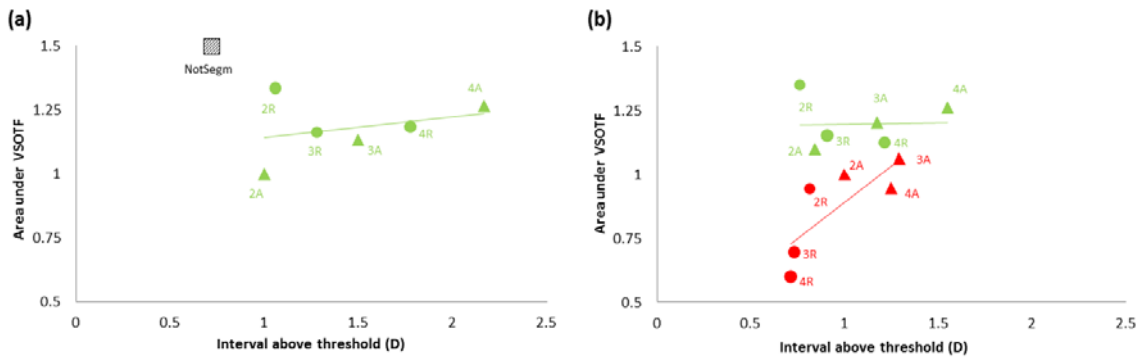 (a)
1.5
1.25
1
0.75
0.5
0
0.5
1
1.5
2
2.5
Area under VSOTF
Interval above threshold (D)
NotSegm
2R
3R
2A
3A
4R
4A
(b)
1.5
1.25
1
0.75
0.5
0
0.5
1
1.5
2
2.5
Area under VSOTF
Interval above threshold (D)
2R
3A
4A
3R
4R
2A
2A
3A
2R
4A
3R
4R